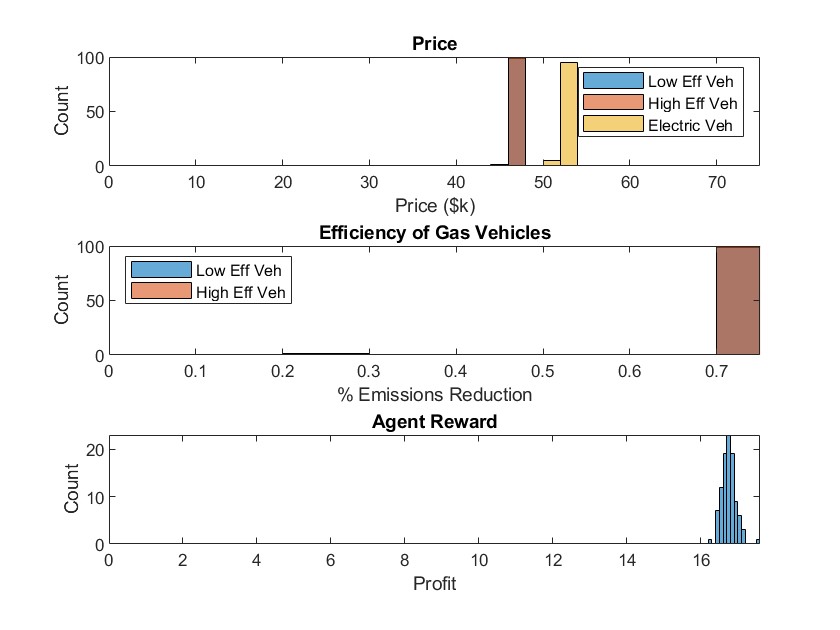 Price
100
50
0
Count
Low Eff Veh
High Eff Veh
Electric Veh
0 10 20 30 40 50 60 70
Price ($k)
Efficiency of Gas Vehicles
100
50
0
Count
Low Eff Veh
High Eff Veh
0 0.1 0.2 0.3 0.4 0.5 0.6 0.7
% Emissions Reduction
Agent Reward
20
10
0
Count
0 2 4 6 8 10 12 14 16
Profit